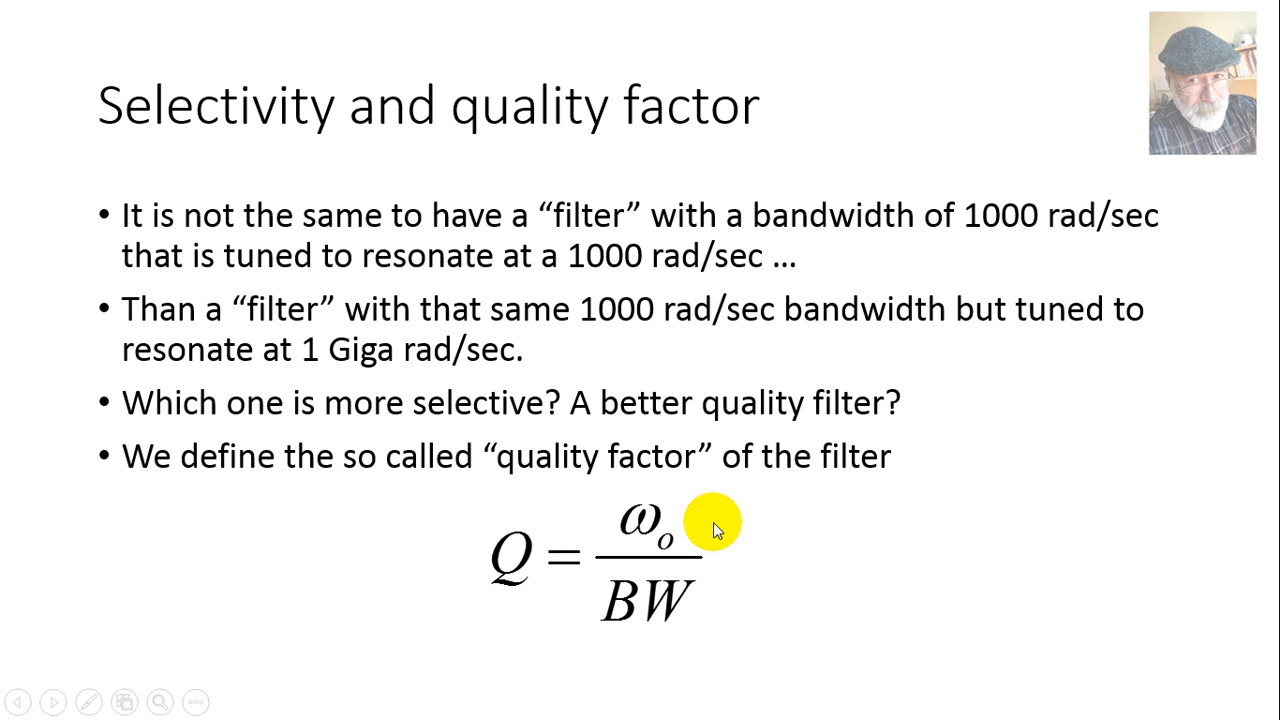 Selectivity and quality factor
• It is not the same to have a “filter” with a bandwidth of 1000 rad/sec
that is tuned to resonate at a 1000 rad/sec …
• Than a “filter” with that same 1000 rad/sec bandwidth but tuned to
resonate at 1 Giga rad/sec.
• Which one is more selective? A better quality filter?
• We define the so called “quality factor” of the filter
Q = ω₀ / BW